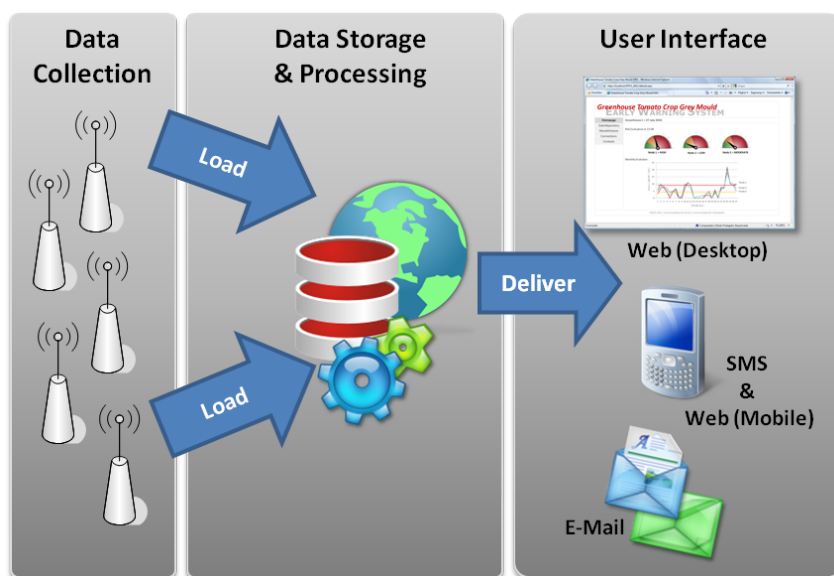 Data
Collection
Data Storage
& Processing
User Interface
Load
Load
Deliver
Greenhouse Tomato Crop Grey Mould
EARLY WARNING SYSTEM
Web (Desktop)
SMS
&
Web (Mobile)
E-Mail